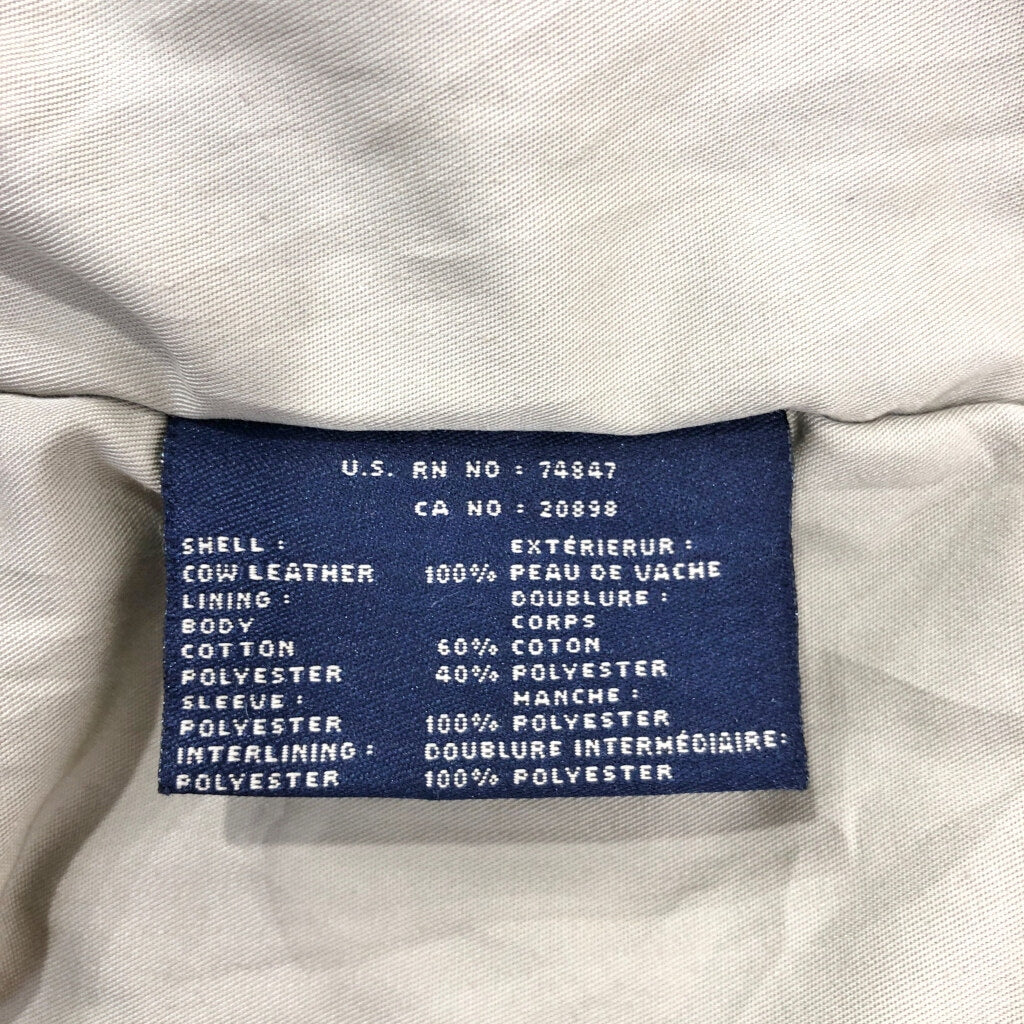 U.S. RN NO : 74847
CA NO : 20898
SHELL : EXTÉRIERUR :
COW LEATHER 100% PEAU DE VACHE
LINING : DOUBLURE :
BODY CORPS
COTTON 60% COTON
POLYESTER 40% POLYESTER
SLEEVE : MANCHE :
POLYESTER 100% POLYESTER
INTERLINING : DOUBLURE INTERMÉDIAIRE:
POLYESTER 100% POLYESTER